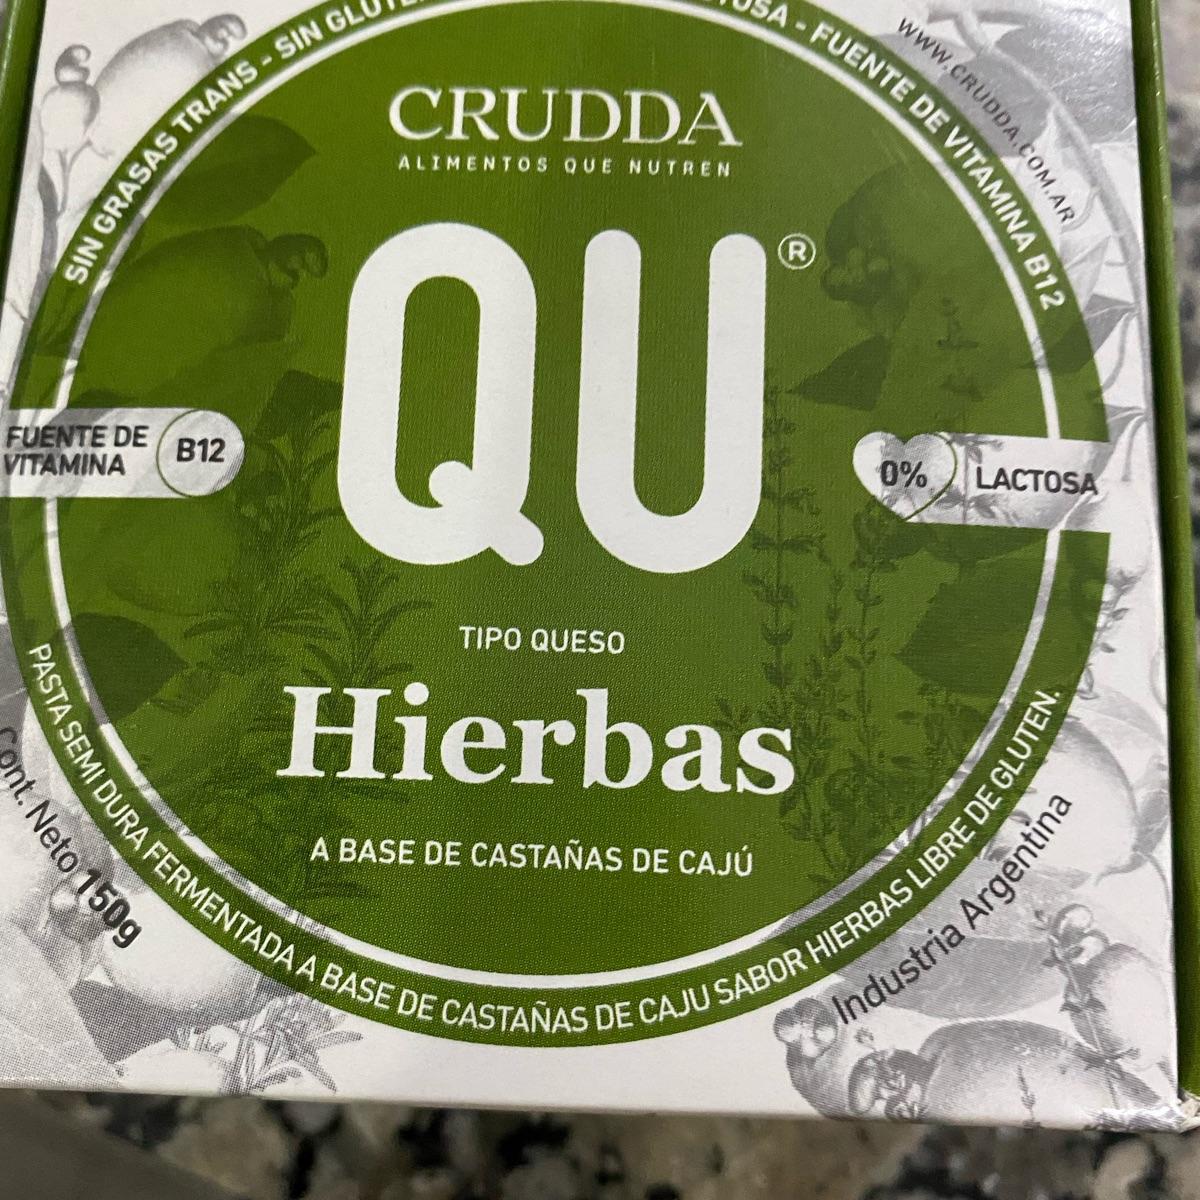 SIN GRASAS TRANS - SIN
- FUENTE DE VITAMINA B12
WWW.CRUDDA.COM.AR
CRUDDA
ALIMENTOS QUE NUTREN
QU®
FUENTE DE
VITAMINA
B12
0%
LACTOSA
TIPO QUESO
Hierbas
A BASE DE CASTAÑAS DE CAJÚ
PASTA SEMI DURA FERMENTADA A BASE DE CASTAÑAS DE CAJU SABOR HIERBAS LIBRE DE GLUTEN.
Cont. Neto 150g
Industria Argentina